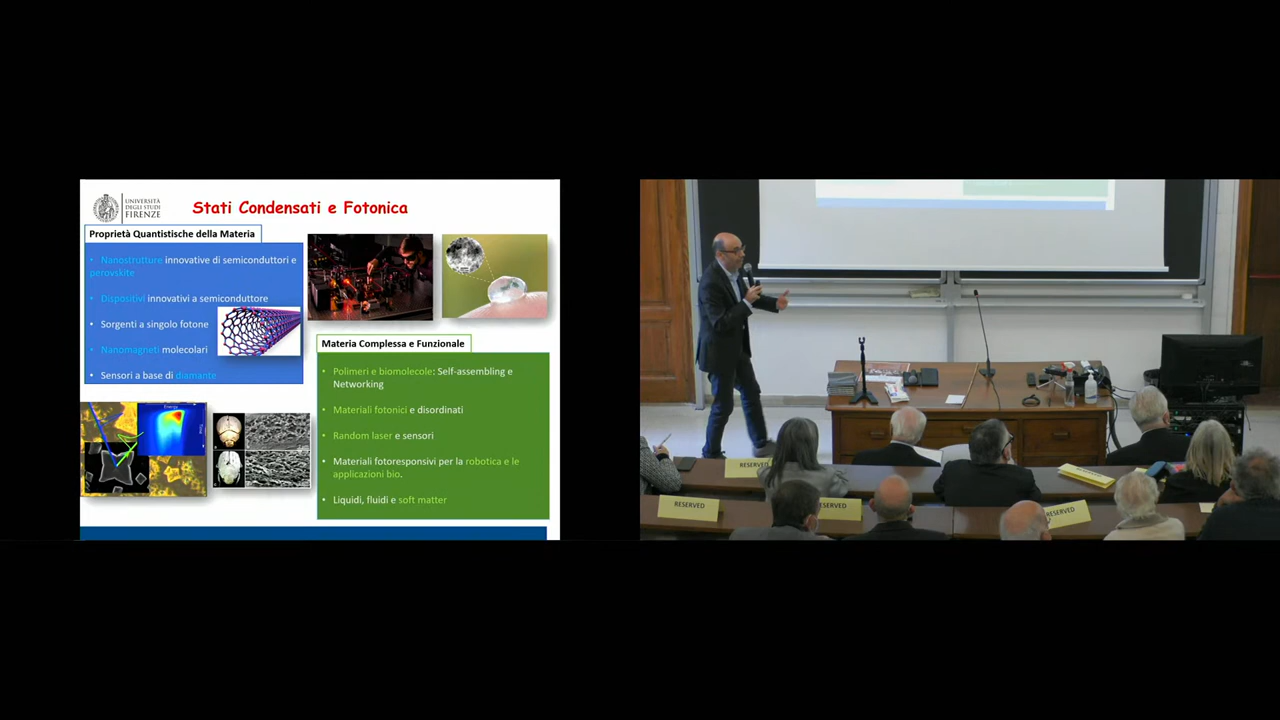 UNIVERSITÀ
DEGLI STUDI
FIRENZE
Stati Condensati e Fotonica
Proprietà Quantistiche della Materia
• Nanostrutture innovative di semiconduttori e
perovskite
• Dispositivi innovativi a semiconduttore
• Sorgenti a singolo fotone
• Nanomagneti molecolari
• Sensori a base di diamante
Materia Complessa e Funzionale
• Polimeri e biomolecole: Self-assembling e
Networking
• Materiali fotonici e disordinati
• Random laser e sensori
• Materiali fotoresponsivi per la robotica e le
applicazioni bio.
• Liquidi, fluidi e soft matter
Energy
Time
RESERVED
RESERVED
RESERVED
RESERVED